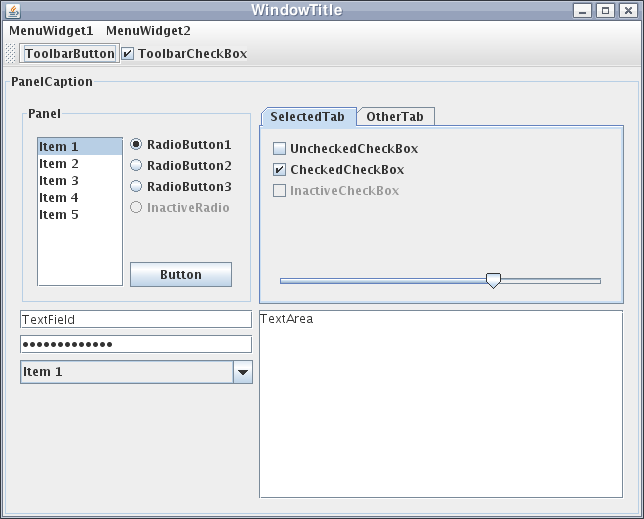 WindowTitle
MenuWidget1 MenuWidget2
ToolbarButton ToolbarCheckBox
PanelCaption
Panel
Item 1
Item 2
Item 3
Item 4
Item 5
RadioButton1
RadioButton2
RadioButton3
InactiveRadio
Button
SelectedTab OtherTab
UncheckedCheckBox
CheckedCheckBox
InactiveCheckBox
TextField
•••••••••••••
Item 1
TextArea